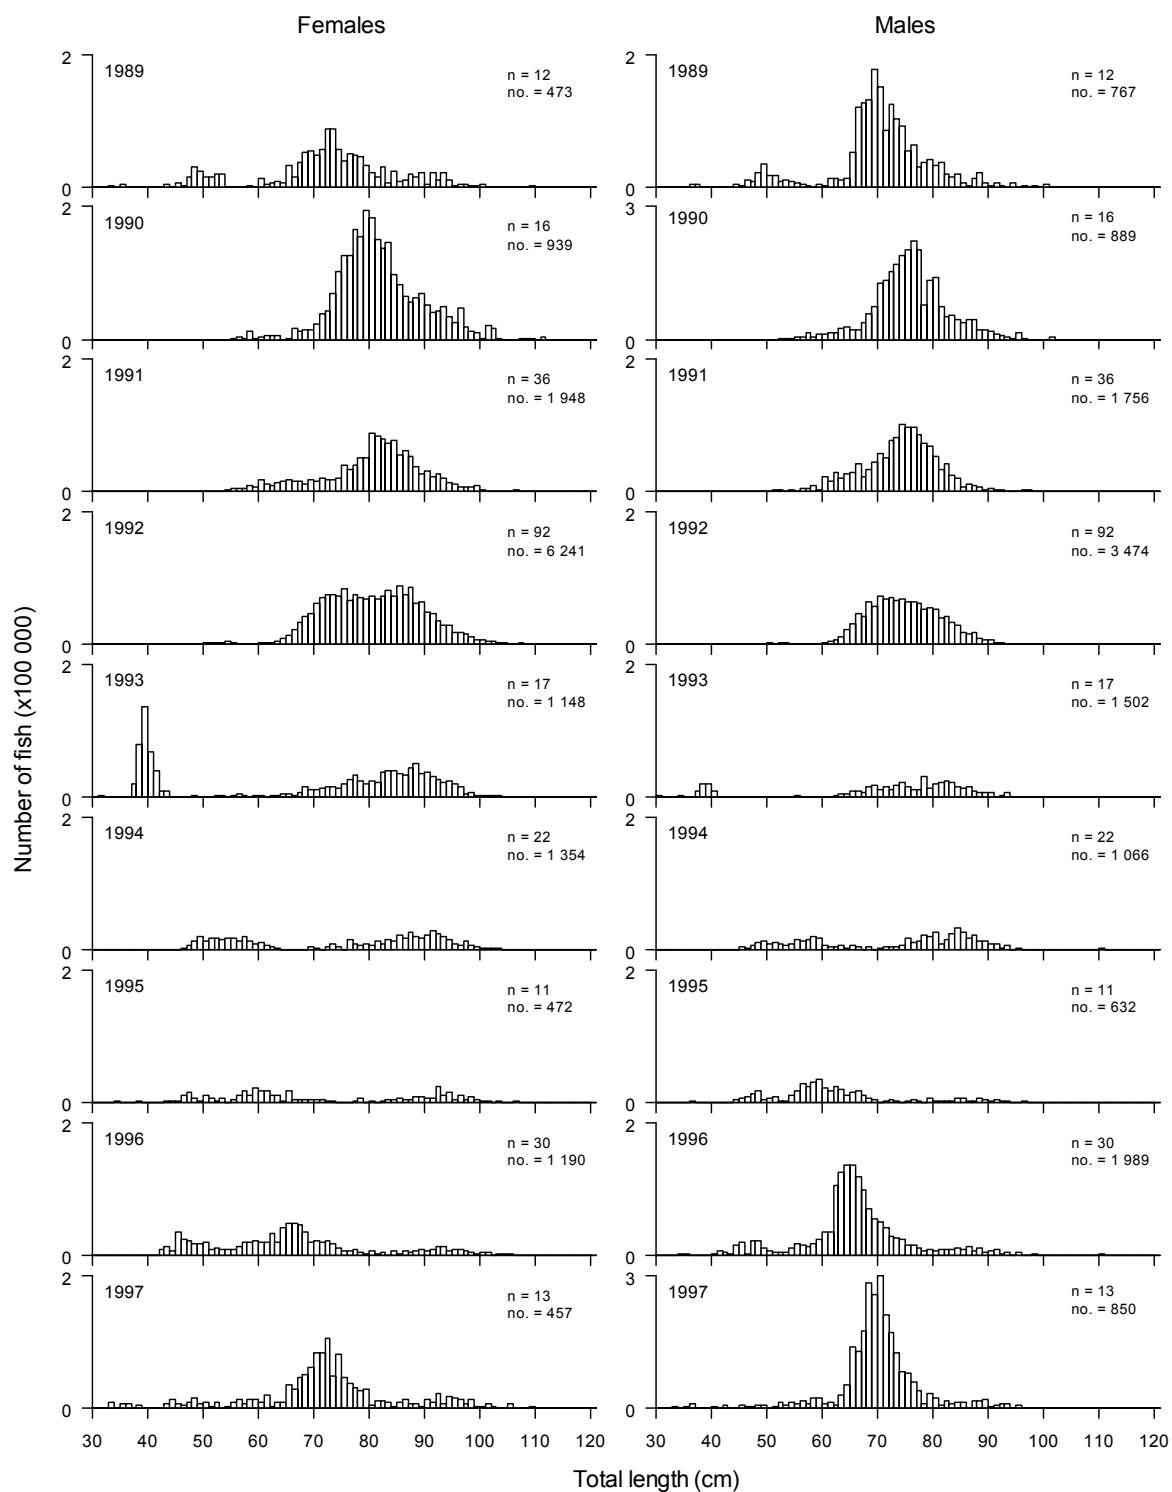 Females
Males
Number of fish (x100 000)
2
1989
n = 12
no. = 473
0
2
1989
n = 12
no. = 767
0
2
1990
n = 16
no. = 939
0
3
1990
n = 16
no. = 889
0
2
1991
n = 36
no. = 1 948
0
2
1991
n = 36
no. = 1 756
0
2
1992
n = 92
no. = 6 241
0
2
1992
n = 92
no. = 3 474
0
2
1993
n = 17
no. = 1 148
0
2
1993
n = 17
no. = 1 502
0
2
1994
n = 22
no. = 1 354
0
2
1994
n = 22
no. = 1 066
0
2
1995
n = 11
no. = 472
0
2
1995
n = 11
no. = 632
0
2
1996
n = 30
no. = 1 190
0
2
1996
n = 30
no. = 1 989
0
2
1997
n = 13
no. = 457
0
3
1997
n = 13
no. = 850
0
30 40 50 60 70 80 90 100 110 120
30 40 50 60 70 80 90 100 110 120
Total length (cm)